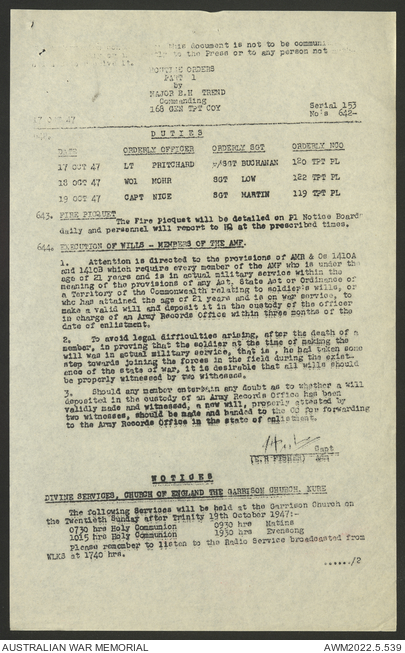 this document is not to be communi
to the Press or to any person not
ROUTINE ORDERS
PART 1
by
MAJOR E.H TREND
Commanding
168 GEN TPT COY
Serial 153
No's 642-
OCT 47
DUTIES
DATE ORDERLY OFFICER ORDERLY SGT ORDERLY NCO
17 OCT 47 LT PRITCHARD A/SGT BUCHANAN 180 TPT PL
18 OCT 47 WO1 MOHR SGT LOW 122 TPT PL
19 OCT 47 CAPT NICE SGT MARTIN 119 TPT PL
643. FIRE PICQUET
The Fire Picquet will be detailed on Pl Notice Board
daily and personnel will report to HQ at the prescribed times.
644. EXECUTION OF WILLS - MEMBERS OF THE AMF.
1. Attention is directed to the provisions of AMR & Os 1410A
and 1410B which require every member of the AMF who is under the
age of 21 years and is in actual military service within the
meaning of the provisions of any Act, State Act or Ordinance of
a Territory of the Commonwealth relating to soldier's wills, or
who has attained the age of 21 years and is on war service, to
make a valid will and deposit it in the custody of the officer
in charge of an Army Records Office within three months of the
date of enlistment.
2. To avoid legal difficulties arising, after the death of a
member, in proving that the soldier at the time of making the
will was in actual military service, that is, he had taken some
step towards joining the forces in the field during the exist-
ance of the state of war, it is desirable that all wills should
be properly witnessed by two witnesses.
3. Should any member entertain any doubt as to whether a will
deposited in the custody of an Army Records Office has been
validly made and witnessed, a new will, properly attested by
two witnesses, should be made and handed to the OC for forwarding
to the Army Records Office in the state of enlistment.
Capt
(E.R FISHER) Adjt
NOTICES
DIVINE SERVICES, CHURCH OF ENGLAND THE GARRISON CHURCH, KURE
The following Services will be held at the Garrison Church on
the Twentieth Sunday after Trinity 19th October 1947:-
0730 hrs Holy Communion 0930 hrs Matins
1015 hrs Holy Communion 1930 hrs Evensong
Please remember to listen to the Radio Service broadcasted from
WLKS at 1740 hrs.
....../2
AUSTRALIAN WAR MEMORIAL
AWM2022.5.539